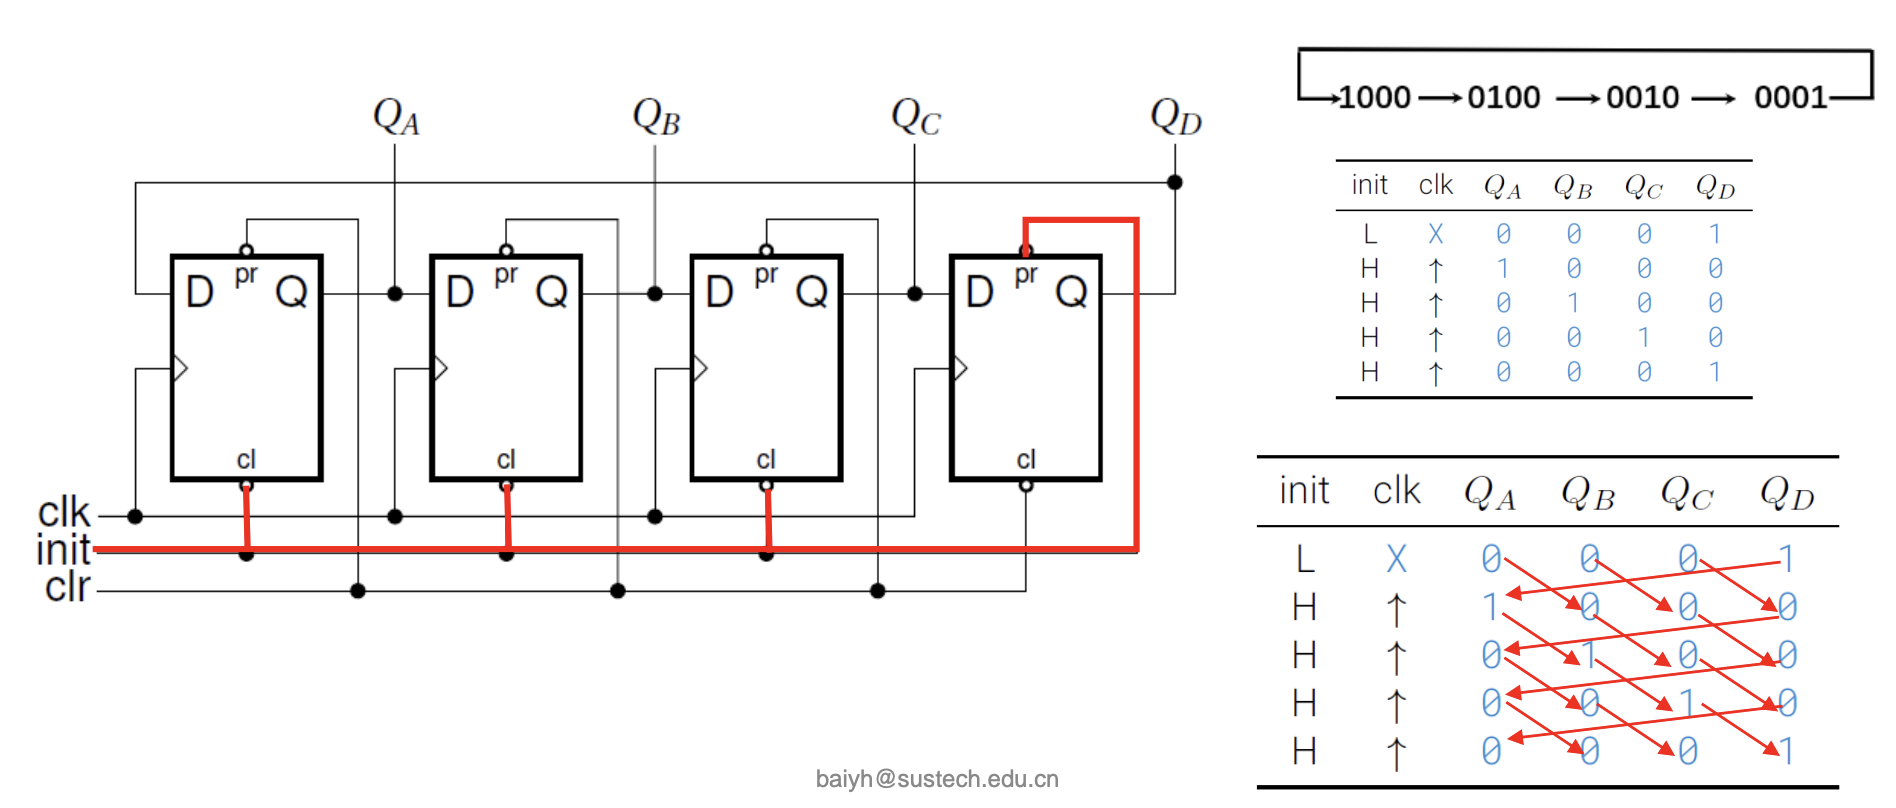 Q_A Q_B Q_C Q_D
D pr Q D pr Q D pr Q D pr Q
cl cl cl cl
clk
init
clr
1000 → 0100 → 0010 → 0001
init clk Q_A Q_B Q_C Q_D
L X 0 0 0 1
H ↑ 1 0 0 0
H ↑ 0 1 0 0
H ↑ 0 0 1 0
H ↑ 0 0 0 1
init clk Q_A Q_B Q_C Q_D
L X 0 0 0 1
H ↑ 1 0 0 0
H ↑ 0 1 0 0
H ↑ 0 0 1 0
H ↑ 0 0 0 1
baiyh@sustech.edu.cn